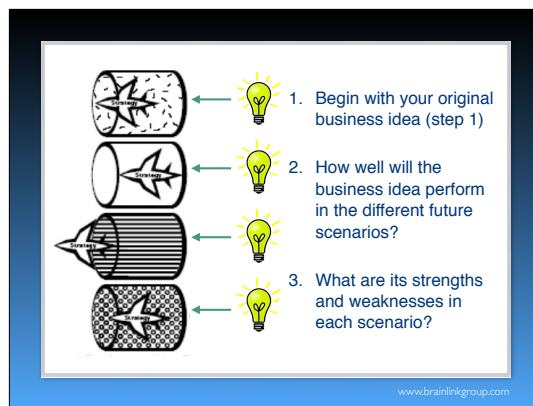 Strategy
1. Begin with your original
business idea (step 1)
Strategy
2. How well will the
business idea perform
in the different future
scenarios?
Strategy
3. What are its strengths
and weaknesses in
each scenario?
Strategy
www.brainlinkgroup.com